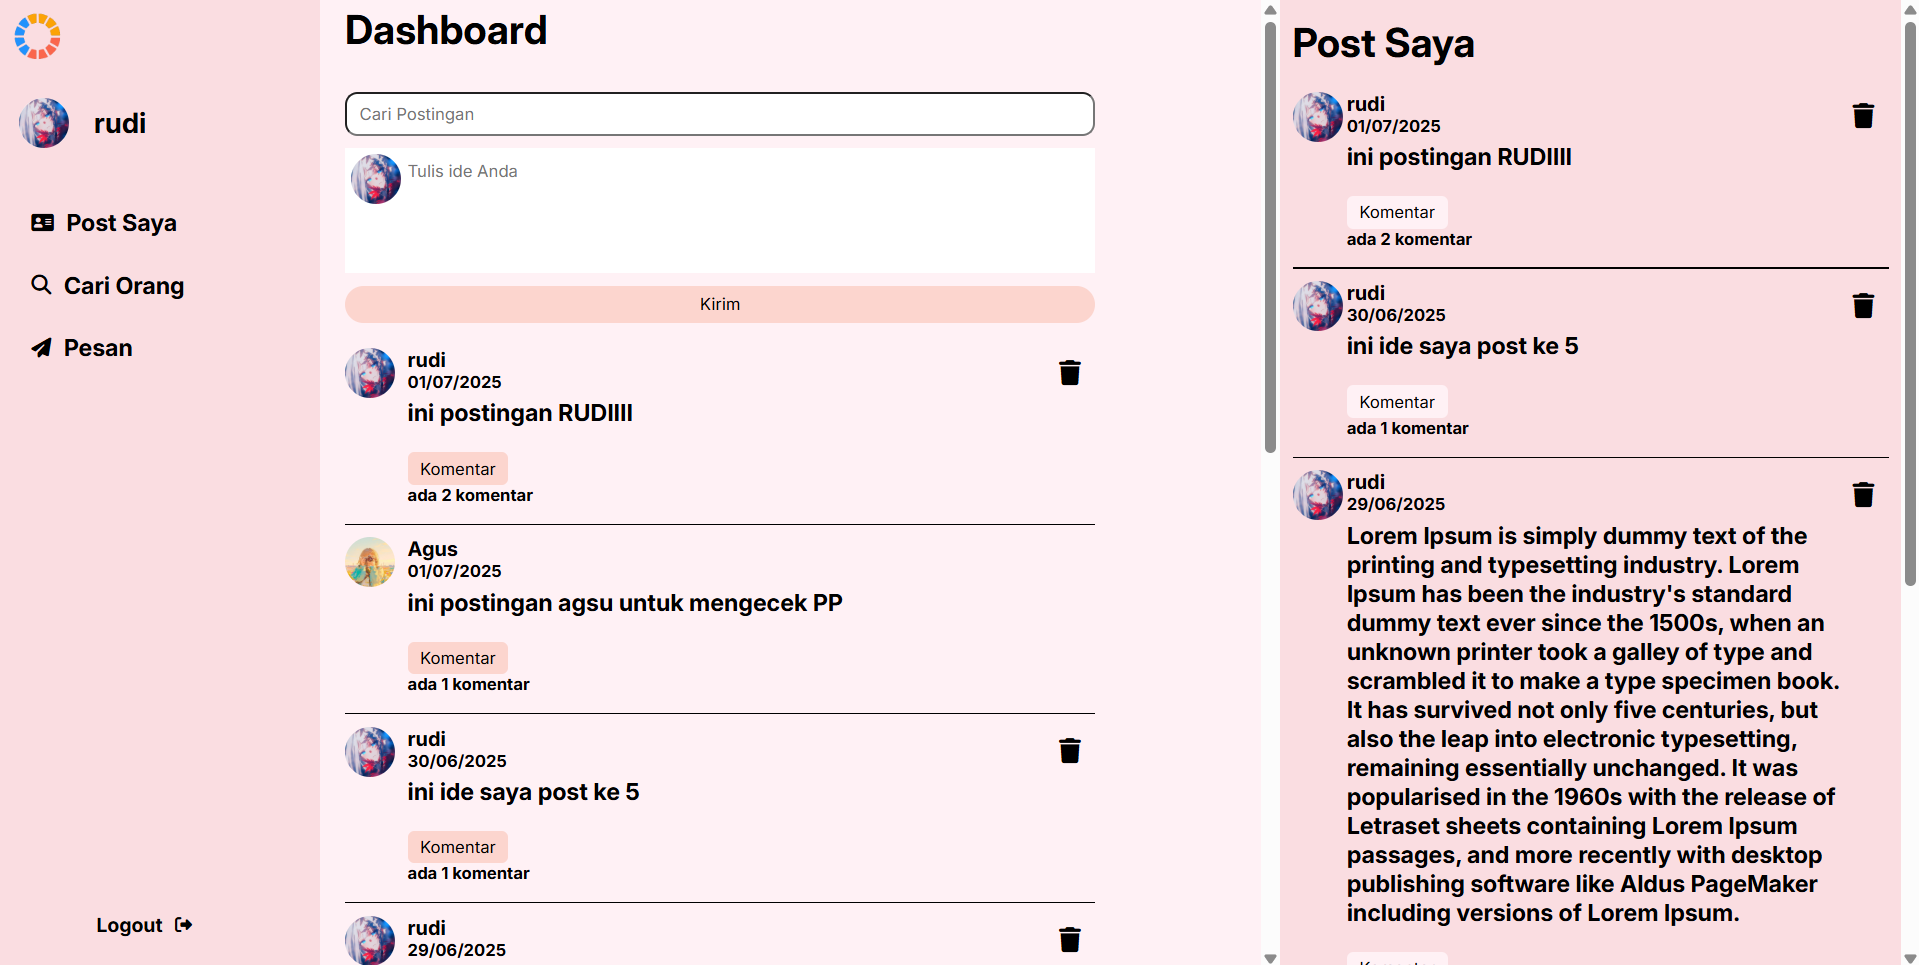 rudi
Post Saya
Cari Orang
Pesan
Logout
Dashboard
Cari Postingan
Tulis ide Anda
Kirim
rudi
01/07/2025
ini postingan RUDIIII
Komentar
ada 2 komentar
Agus
01/07/2025
ini postingan agsu untuk mengecek PP
Komentar
ada 1 komentar
rudi
30/06/2025
ini ide saya post ke 5
Komentar
ada 1 komentar
rudi
29/06/2025
Post Saya
rudi
01/07/2025
ini postingan RUDIIII
Komentar
ada 2 komentar
rudi
30/06/2025
ini ide saya post ke 5
Komentar
ada 1 komentar
rudi
29/06/2025
Lorem Ipsum is simply dummy text of the
printing and typesetting industry. Lorem
Ipsum has been the industry's standard
dummy text ever since the 1500s, when an
unknown printer took a galley of type and
scrambled it to make a type specimen book.
It has survived not only five centuries, but
also the leap into electronic typesetting,
remaining essentially unchanged. It was
popularised in the 1960s with the release of
Letraset sheets containing Lorem Ipsum
passages, and more recently with desktop
publishing software like Aldus PageMaker
including versions of Lorem Ipsum.